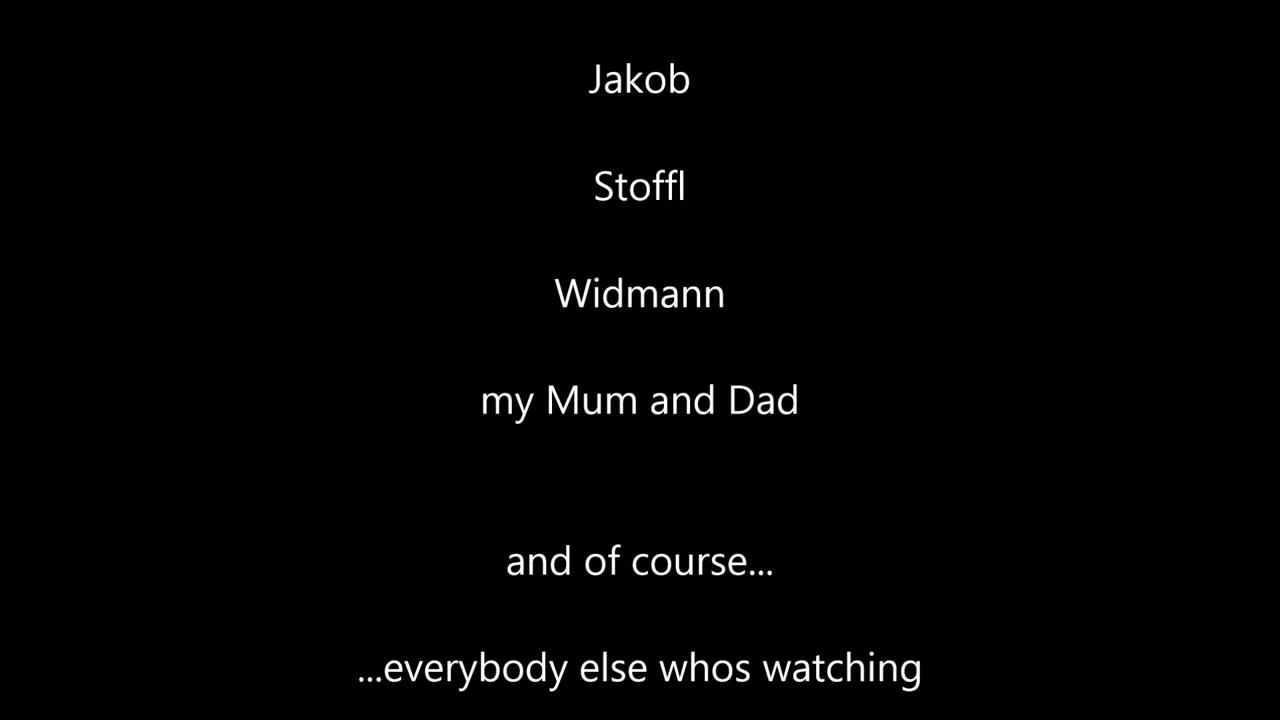 Jakob
Stoffl
Widmann
my Mum and Dad
and of course...
...everybody else whos watching